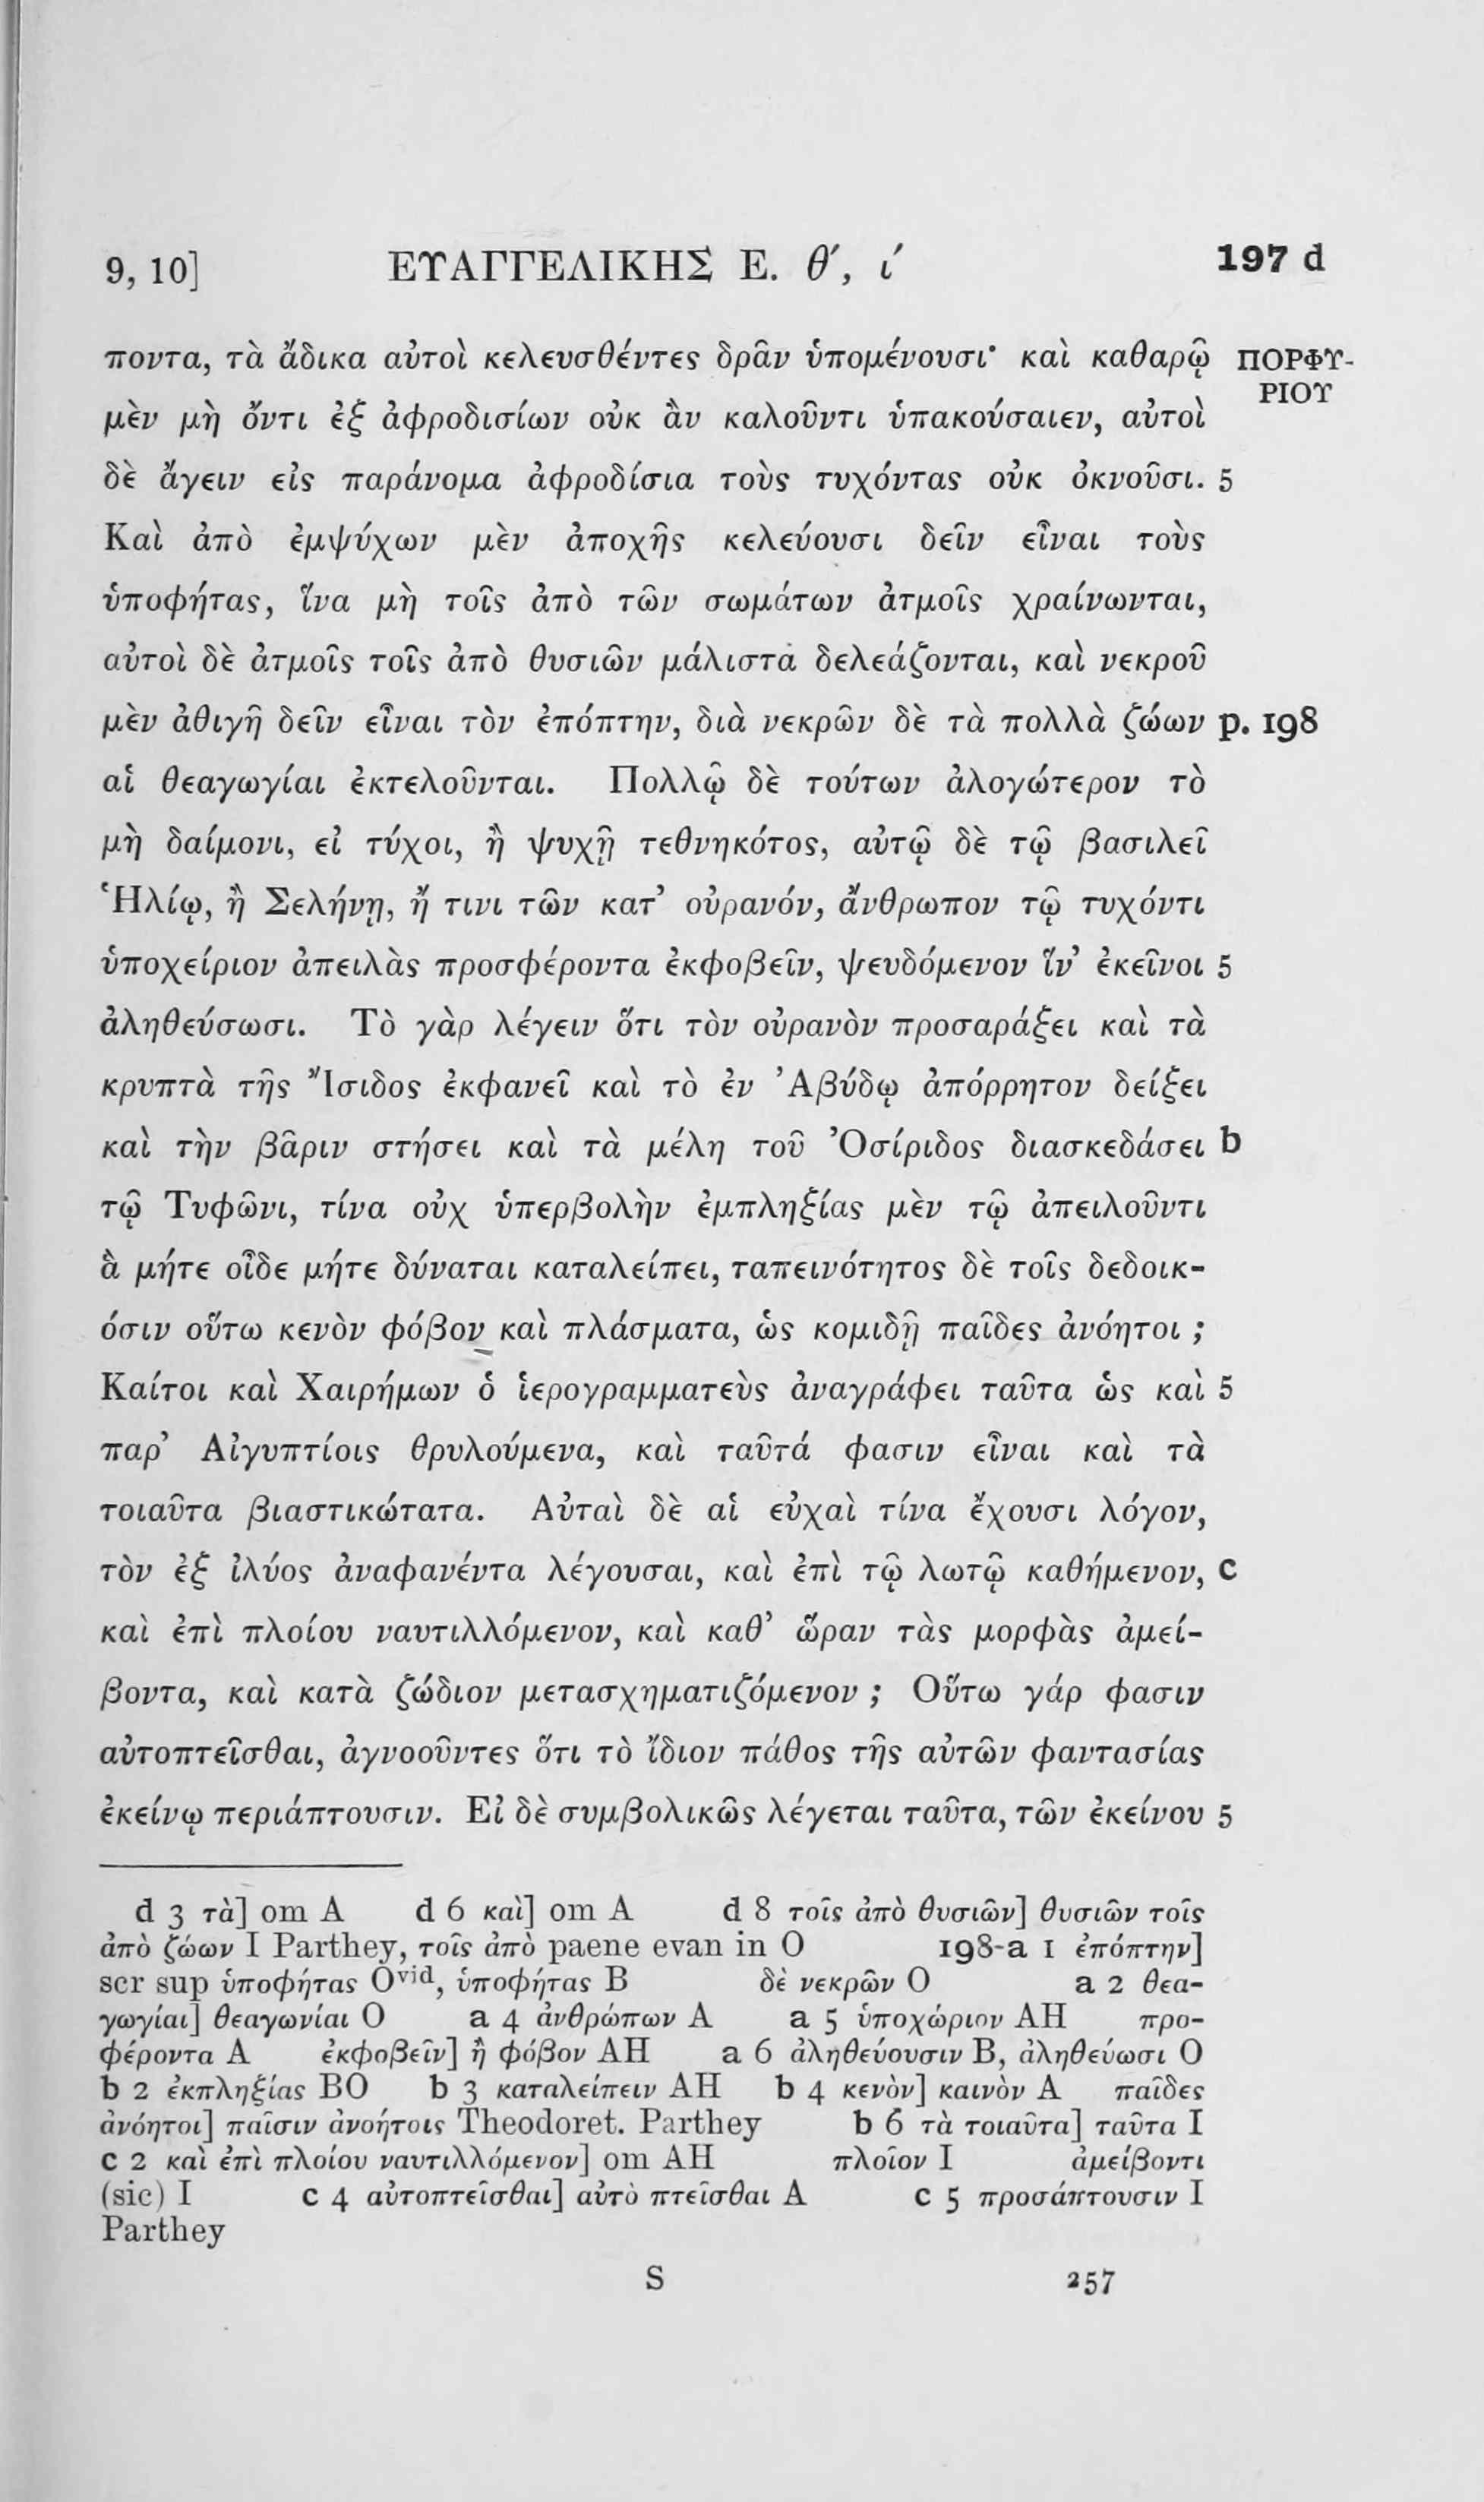 9, 10] ΕΥΑΓΓΕΛΙΚΗΣ Ε. θʹ, ιʹ 197 d
ποντα, τὰ ἄδικα αὐτοὶ κελευσθέντες δρᾶν ὑπομένουσι· καὶ καθαρῷ ΠΟΡΦΥ-
ΡΙΟΥ
μὲν μὴ ὄντι ἐξ ἀφροδισίων οὐκ ἂν καλοῦντι ὑπακούσαιεν, αὐτοὶ
δὲ ἄγειν εἰς παράνομα ἀφροδίσια τοὺς τυχόντας οὐκ ὀκνοῦσι. 5
Καὶ ἀπὸ ἐμψύχων μὲν ἀποχῆς κελεύουσι δεῖν εἶναι τοὺς
ὑποφήτας, ἵνα μὴ τοῖς ἀπὸ τῶν σωμάτων ἀτμοῖς χραίνωνται,
αὐτοὶ δὲ ἀτμοῖς τοῖς ἀπὸ θυσιῶν μάλιστα δελεάζονται, καὶ νεκροῦ
μὲν ἀθιγῆ δεῖν εἶναι τὸν ἐπόπτην, διὰ νεκρῶν δὲ τὰ πολλὰ ζώων p. 198
αἱ θεαγωγίαι ἐκτελοῦνται. Πολλῷ δὲ τούτων ἀλογώτερον τὸ
μὴ δαίμονι, εἰ τύχοι, ἢ ψυχῇ τεθνηκότος, αὐτῷ δὲ τῷ βασιλεῖ
Ἡλίῳ, ἢ Σελήνῃ, ἤ τινι τῶν κατ’ οὐρανόν, ἄνθρωπον τῷ τυχόντι
ὑποχείριον ἀπειλὰς προσφέροντα ἐκφοβεῖν, ψευδόμενον ἵν’ ἐκεῖνοι 5
ἀληθεύσωσι. Τὸ γὰρ λέγειν ὅτι τὸν οὐρανὸν προσαράξει καὶ τὰ
κρυπτὰ τῆς Ἴσιδος ἐκφανεῖ καὶ τὸ ἐν Ἀβύδῳ ἀπόρρητον δείξει
καὶ τὴν βᾶριν στήσει καὶ τὰ μέλη τοῦ Ὀσίριδος διασκεδάσει b
τῷ Τυφῶνι, τίνα οὐχ ὑπερβολὴν ἐμπληξίας μὲν τῷ ἀπειλοῦντι
ἃ μήτε οἶδε μήτε δύναται καταλείπει, ταπεινότητος δὲ τοῖς δεδοικ-
όσιν οὕτω κενὸν φόβον καὶ πλάσματα, ὡς κομιδῇ παῖδες ἀνόητοι ;
Καίτοι καὶ Χαιρήμων ὁ ἱερογραμματεὺς ἀναγράφει ταῦτα ὡς καὶ 5
παρ’ Αἰγυπτίοις θρυλούμενα, καὶ ταῦτά φασιν εἶναι καὶ τὰ
τοιαῦτα βιαστικώτατα. Αὐταὶ δὲ αἱ εὐχαὶ τίνα ἔχουσι λόγον,
τὸν ἐξ ἰλύος ἀναφανέντα λέγουσαι, καὶ ἐπὶ τῷ λωτῷ καθήμενον, c
καὶ ἐπὶ πλοίου ναυτιλλόμενον, καὶ καθ’ ὥραν τὰς μορφὰς ἀμεί-
βοντα, καὶ κατὰ ζώδιον μετασχηματιζόμενον ; Οὕτω γάρ φασιν
αὐτοπτεῖσθαι, ἀγνοοῦντες ὅτι τὸ ἴδιον πάθος τῆς αὐτῶν φαντασίας
ἐκείνῳ περιάπτουσιν. Εἰ δὲ συμβολικῶς λέγεται ταῦτα, τῶν ἐκείνου 5
d 3 τὰ] om A d 6 καὶ] om A d 8 τοῖς ἀπὸ θυσιῶν] θυσιῶν τοῖς
ἀπὸ ζώων I Parthey, τοῖς ἀπὸ paene evan in O 198-a 1 ἐπόπτην]
scr sup ὑποφήτας Oᵛⁱᵈ, ὑποφήτας B δὲ νεκρῶν O a 2 θεα-
γωγίαι] θεαγωνίαι O a 4 ἀνθρώπων A a 5 ὑποχώριον AH προ-
φέροντα A ἐκφοβεῖν] ἢ φόβον AH a 6 ἀληθεύουσιν B, ἀληθεύωσι O
b 2 ἐκπληξίας BO b 3 καταλείπειν AH b 4 κενὸν] καινὸν A παῖδες
ἀνόητοι] παῖσιν ἀνοήτοις Theodoret. Parthey b 6 τὰ τοιαῦτα] ταῦτα I
c 2 καὶ ἐπὶ πλοίου ναυτιλλόμενον] om AH πλοῖον I ἀμείβοντι
(sic) I c 4 αὐτοπτεῖσθαι] αὐτὸ πτεῖσθαι A c 5 προσάπτουσιν I
Parthey
S 257